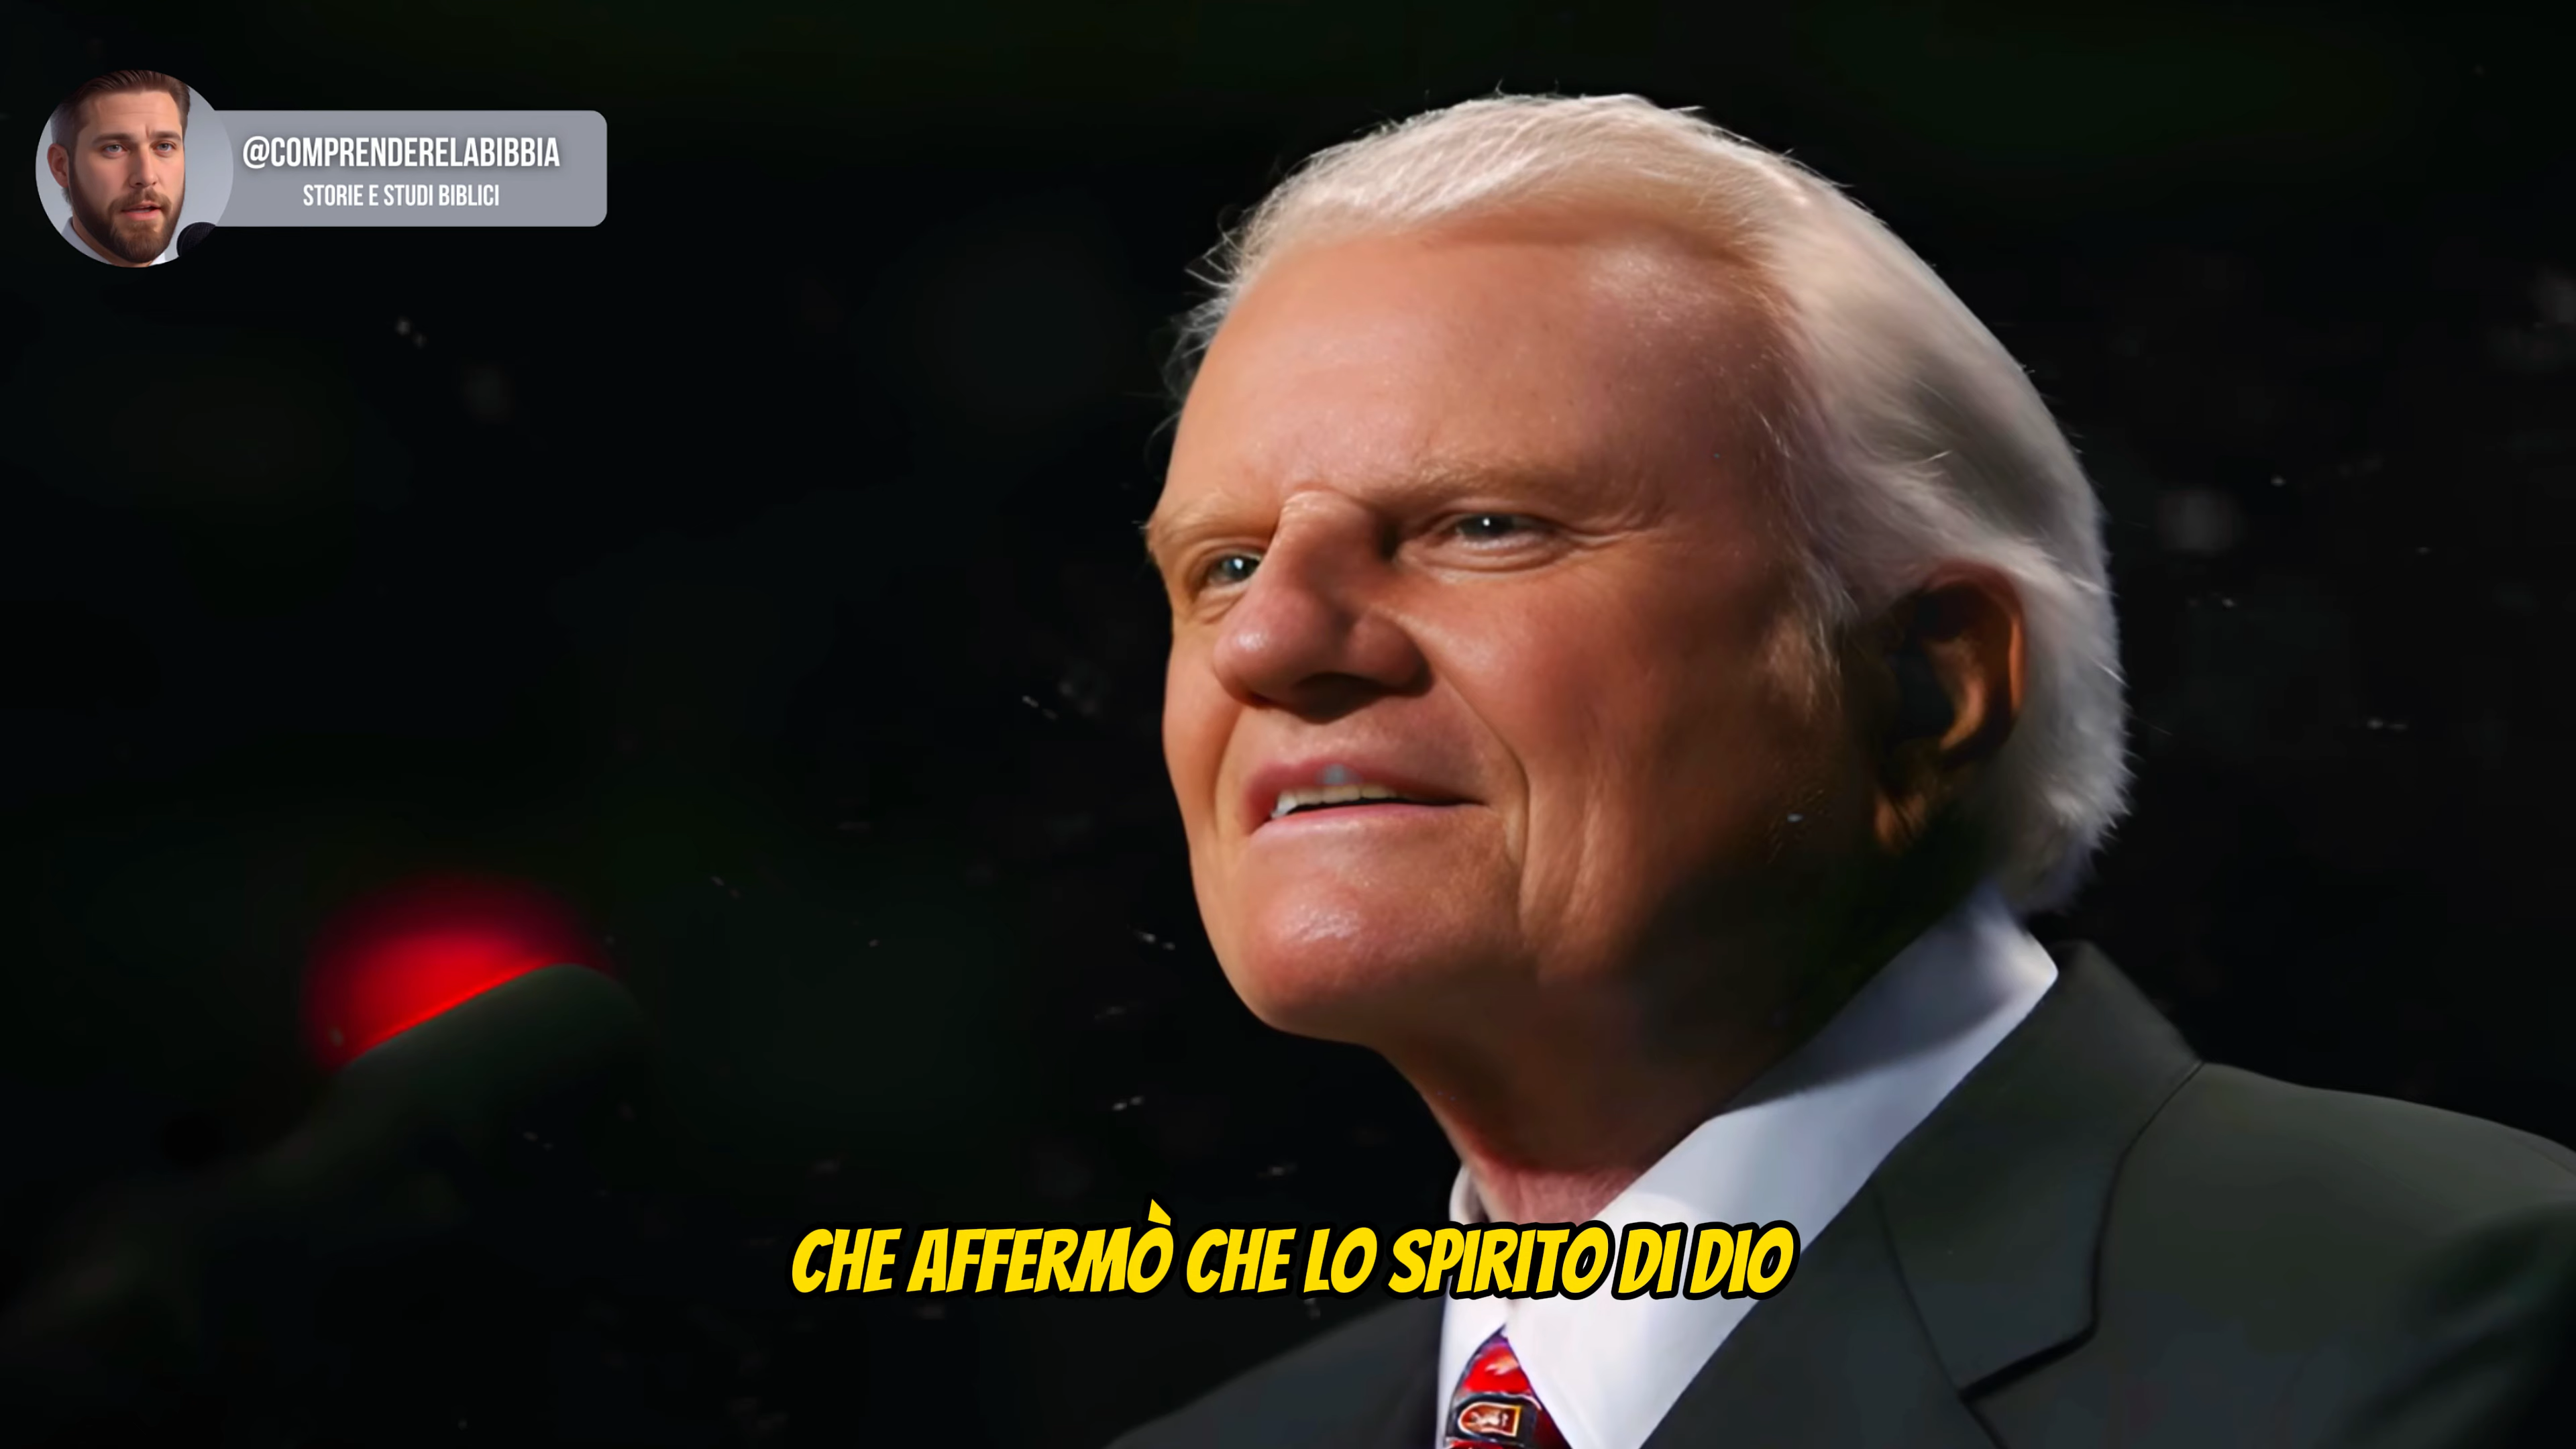 @COMPRENDERELABIBBIA
STORIE E STUDI BIBLICI
CHE AFFERMÒ CHE LO SPIRITO DI DIO